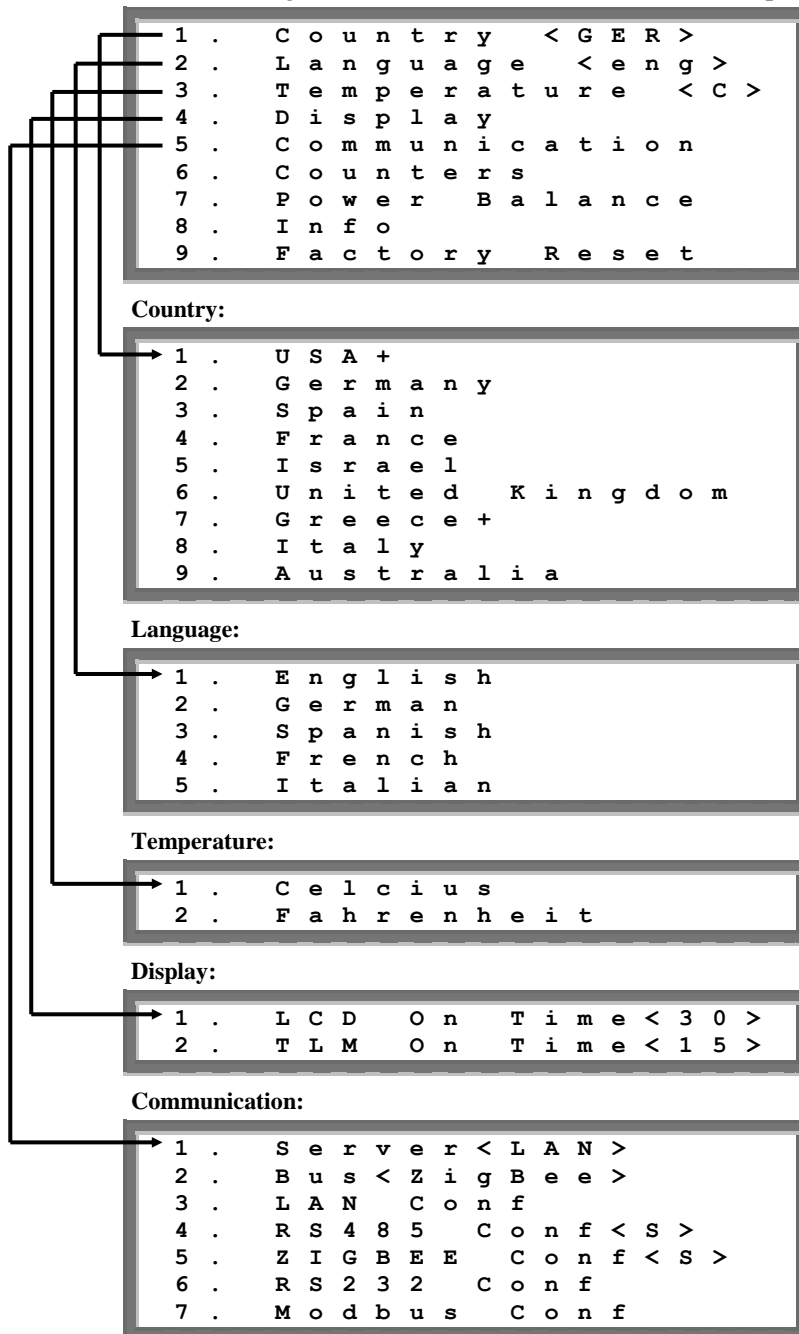 1. Country <GER>
2. Language <eng>
3. Temperature <C>
4. Display
5. Communication
6. Counters
7. Power Balance
8. Info
9. Factory Reset
Country:
1. USA+
2. Germany
3. Spain
4. France
5. Israel
6. United Kingdom
7. Greece+
8. Italy
9. Australia
Language:
1. English
2. German
3. Spanish
4. French
5. Italian
Temperature:
1. Celcius
2. Fahrenheit
Display:
1. LCD On Time<30>
2. TLM On Time<15>
Communication:
1. Server<LAN>
2. Bus<ZigBee>
3. LAN Conf
4. RS485 Conf<S>
5. ZIGBEE Conf<S>
6. RS232 Conf
7. Modbus Conf